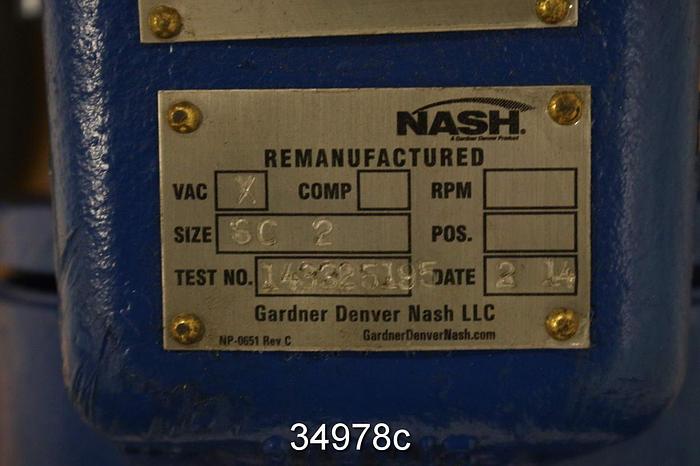 NASH.
A Gardner Denver Product
REMANUFACTURED
VAC X COMP RPM
SIZE SC 2 POS.
TEST NO. DATE 2 14
Gardner Denver Nash LLC
NP-0651 Rev C GardnerDenverNash.com
34978c